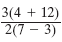 3(4 + 12)
2(7 − 3)